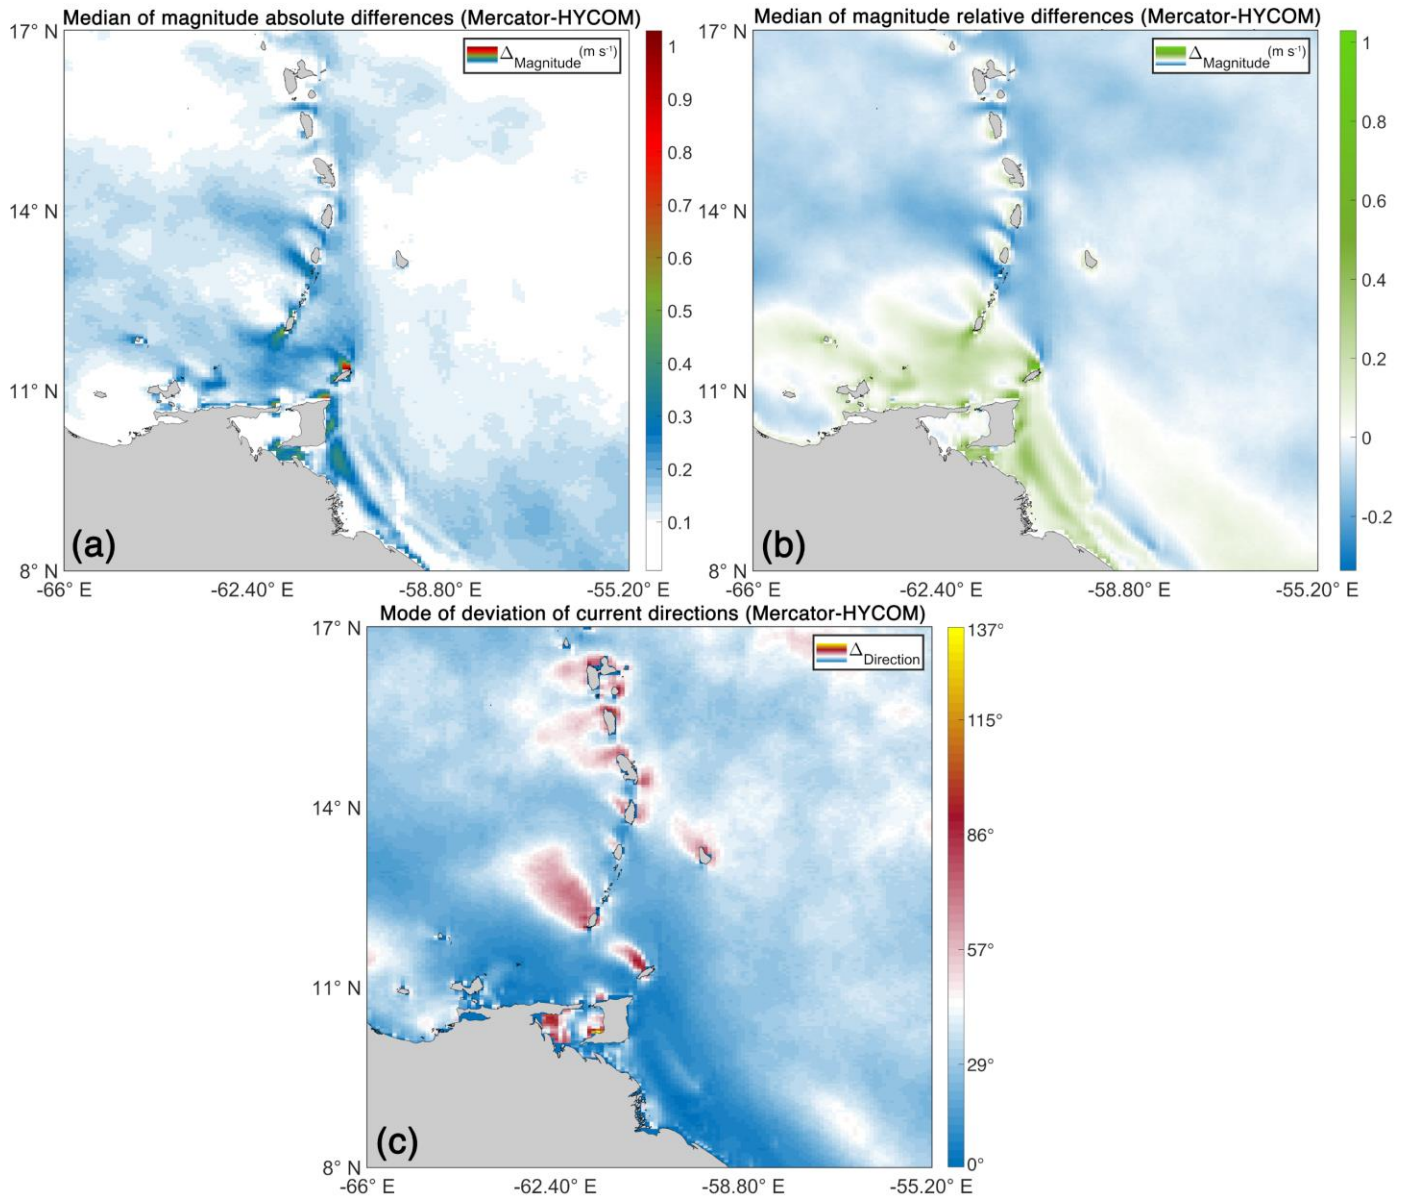 Median of magnitude absolute differences (Mercator-HYCOM)
17° N
14° N
11° N
8° N
-66° E
-62.40° E
-58.80° E
-55.20° E
Δ Magnitude (m s⁻¹)
1
0.9
0.8
0.7
0.6
0.5
0.4
0.3
0.2
0.1
(a)
Median of magnitude relative differences (Mercator-HYCOM)
17° N
14° N
11° N
8° N
-66° E
-62.40° E
-58.80° E
-55.20° E
Δ Magnitude (m s⁻¹)
1
0.8
0.6
0.4
0.2
0
-0.2
(b)
Mode of deviation of current directions (Mercator-HYCOM)
17° N
14° N
11° N
8° N
-66° E
-62.40° E
-58.80° E
-55.20° E
Δ Direction
137°
115°
86°
57°
29°
0°
(c)